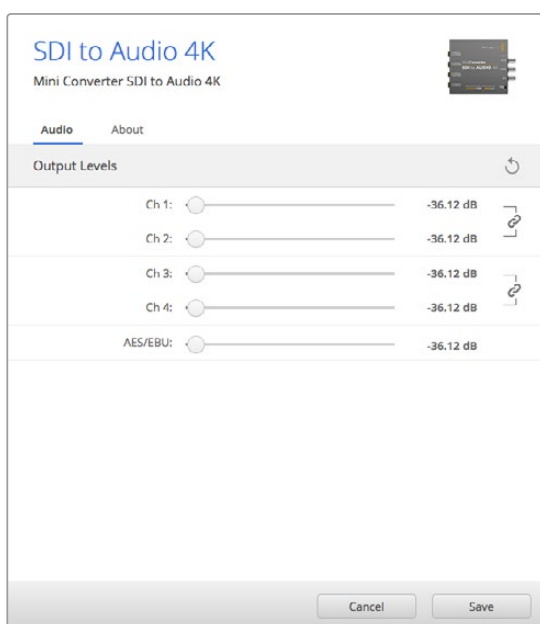 SDI to Audio 4K
Mini Converter SDI to Audio 4K
Audio About
Output Levels
Ch 1: -36.12 dB
Ch 2: -36.12 dB
Ch 3: -36.12 dB
Ch 4: -36.12 dB
AES/EBU: -36.12 dB
Cancel Save